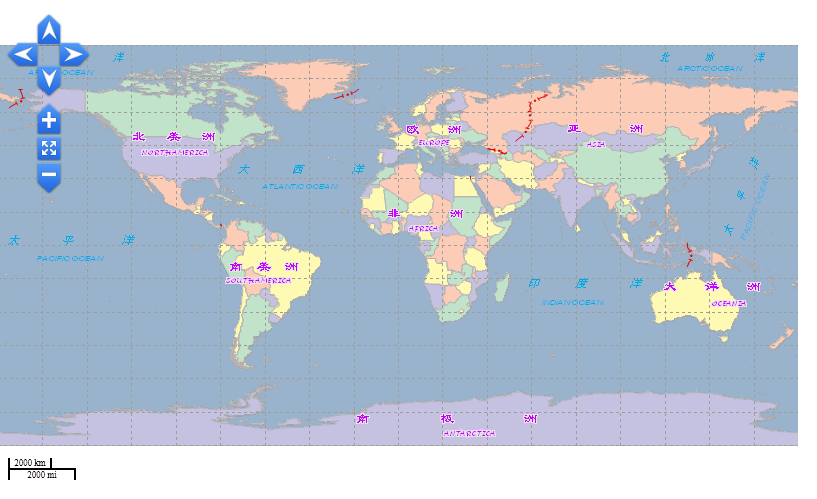 洋
OCEAN
北 冰 洋
ARCTIC OCEAN
北 美 洲
NORTH AMERICA
欧 洲
EUROPE
亚 洲
ASIA
大 西 洋
ATLANTIC OCEAN
太 平 洋
PACIFIC OCEAN
非 洲
AFRICA
太 平 洋
PACIFIC OCEAN
南 美 洲
SOUTH AMERICA
印 度 洋
INDIAN OCEAN
大 洋 洲
OCEANIA
南 极 洲
ANTARCTICA
2000 km
2000 mi